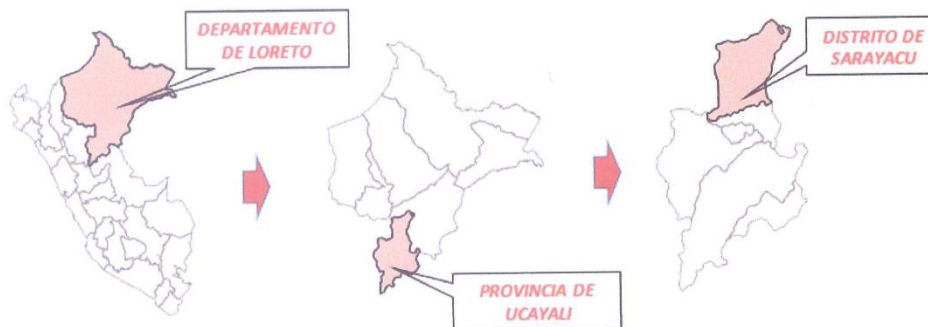 DEPARTAMENTO
DE LORETO
PROVINCIA DE
UCAYALI
DISTRITO DE
SARAYACU